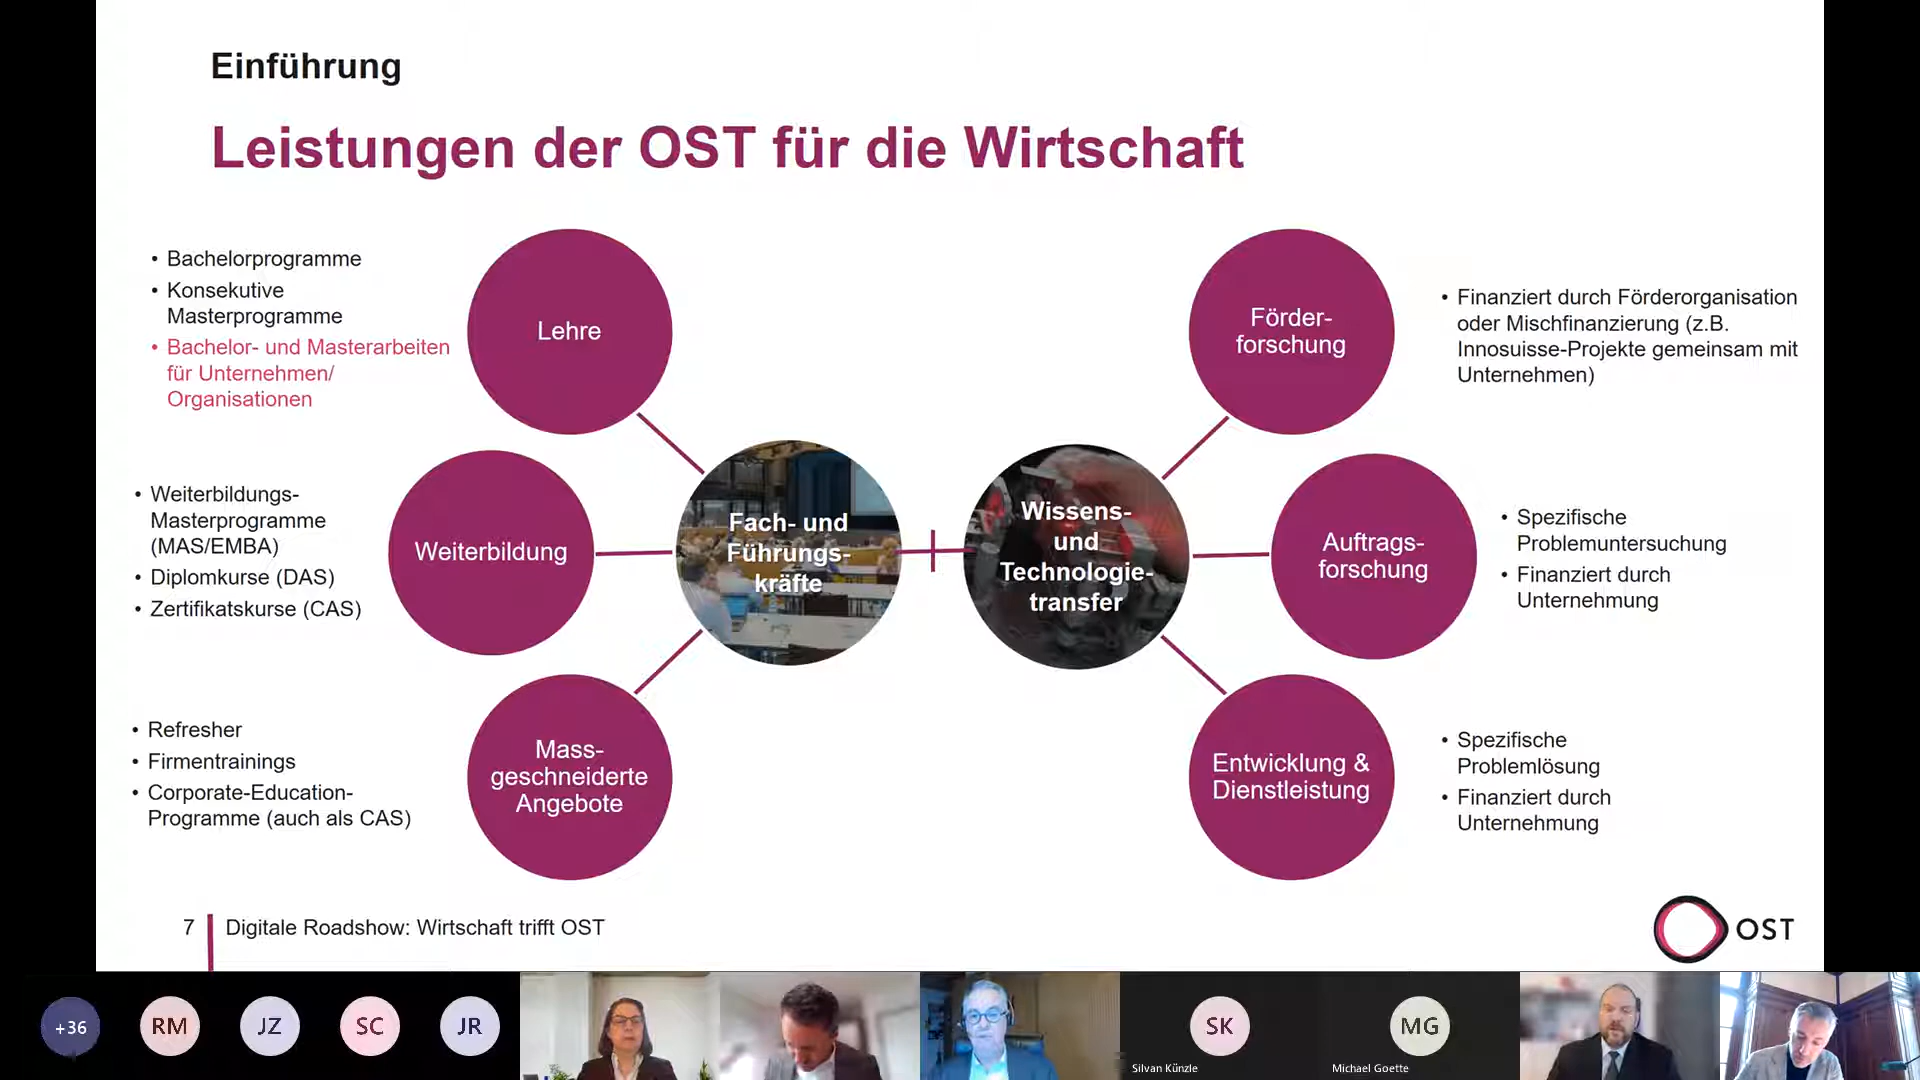 Einführung
Leistungen der OST für die Wirtschaft
• Bachelorprogramme
• Konsekutive
Masterprogramme
• Bachelor- und Masterarbeiten
für Unternehmen/
Organisationen
Lehre
• Weiterbildungs-
Masterprogramme
(MAS/EMBA)
• Diplomkurse (DAS)
• Zertifikatskurse (CAS)
Weiterbildung
• Refresher
• Firmentrainings
• Corporate-Education-
Programme (auch als CAS)
Mass-
geschneiderte
Angebote
Fach- und
Führungs-
kräfte
Wissens-
und
Technologie-
transfer
Förder-
forschung
• Finanziert durch Förderorganisation
oder Mischfinanzierung (z.B.
Innosuisse-Projekte gemeinsam mit
Unternehmen)
Auftrags-
forschung
• Spezifische
Problemuntersuchung
• Finanziert durch
Unternehmung
Entwicklung &
Dienstleistung
• Spezifische
Problemlösung
• Finanziert durch
Unternehmung
7
Digitale Roadshow: Wirtschaft trifft OST
OST
+36
RM
JZ
SC
JR
SK
Silvan Künzle
MG
Michael Goette